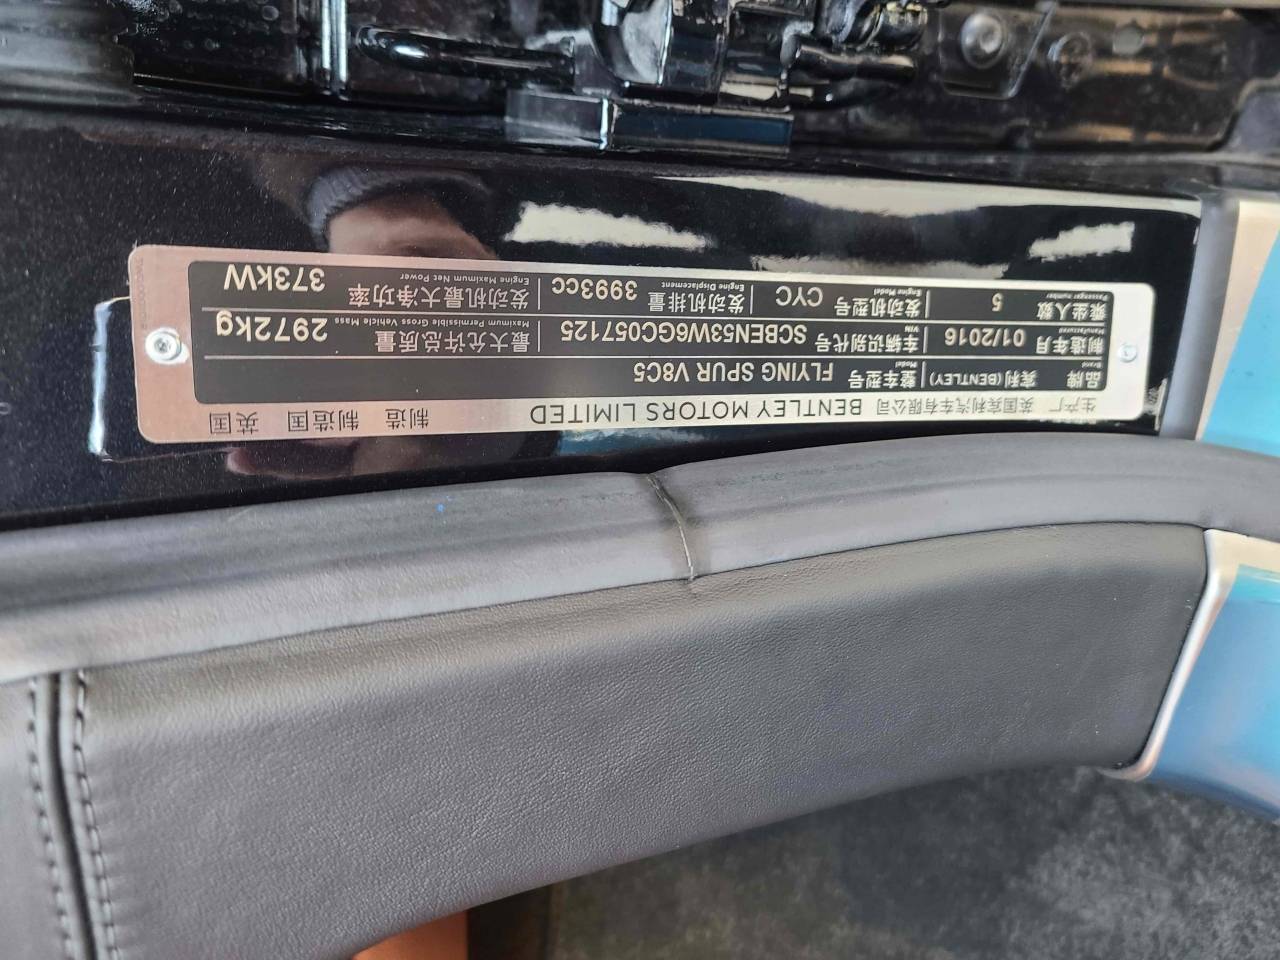 生产厂 英国宾利汽车有限公司 BENTLEY MOTORS LIMITED 制造 制造国 英国
品牌 Brand 宾利 (BENTLEY) 整车型号 Model FLYING SPUR V8C5
制造年月 Manufactured 01/2016 车辆识别代号 VIN SCBEN53W6GC057125 最大允许总质量 Maximum Permissible Gross Vehicle Mass 2972kg
乘坐人数 Passenger number 5 发动机型号 Engine Model CYC 发动机排量 Engine Displacement 3993cc 发动机最大净功率 Engine Maximum Net Power 373kW